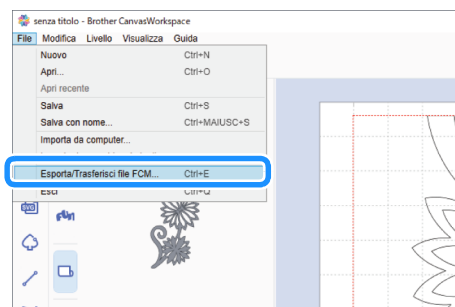 senza titolo - Brother CanvasWorkspace
File Modifica Livello Visualizza Guida
Nuovo Ctrl+N
Apri... Ctrl+O
Apri recente
Salva Ctrl+S
Salva con nome... Ctrl+MAIUSC+S
Importa da computer...
Esporta/Trasferisci file FCM... Ctrl+E
Esci Ctrl+Q
SVG